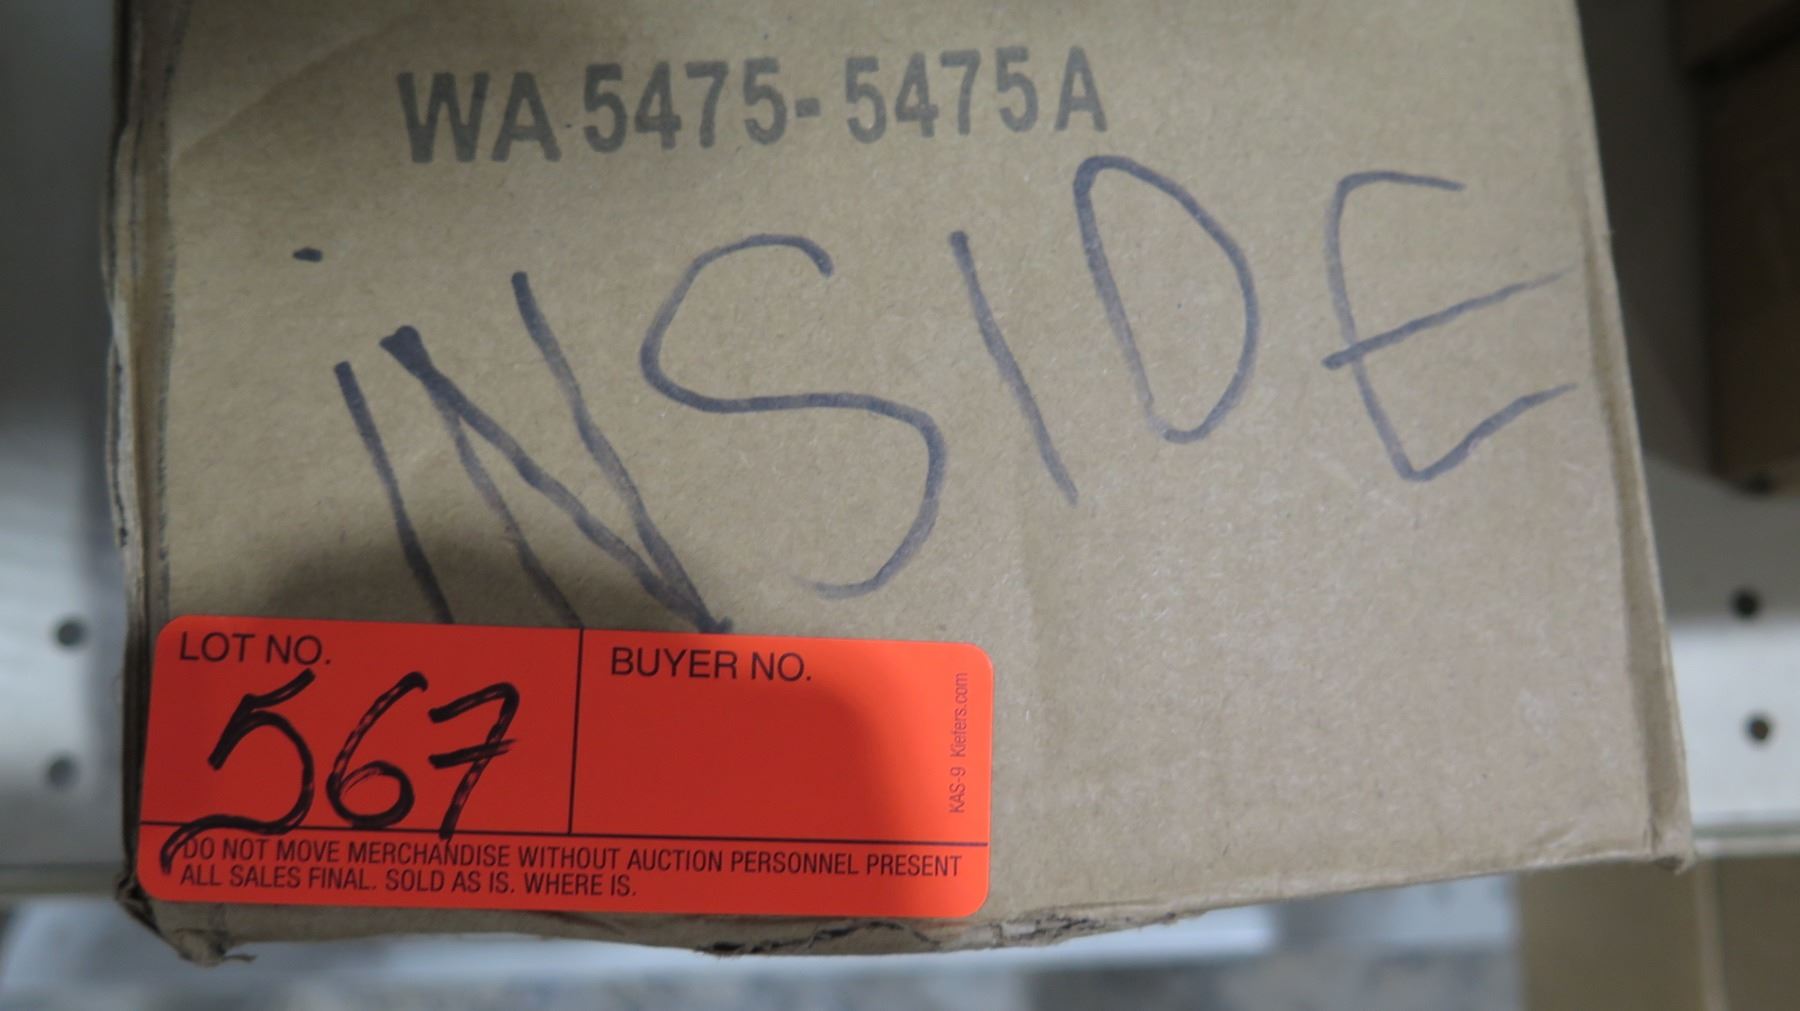 WA 5475-5475A
INSIDE
LOT NO.
567
BUYER NO.
KAS-9 Kiefers.com
DO NOT MOVE MERCHANDISE WITHOUT AUCTION PERSONNEL PRESENT
ALL SALES FINAL. SOLD AS IS. WHERE IS.